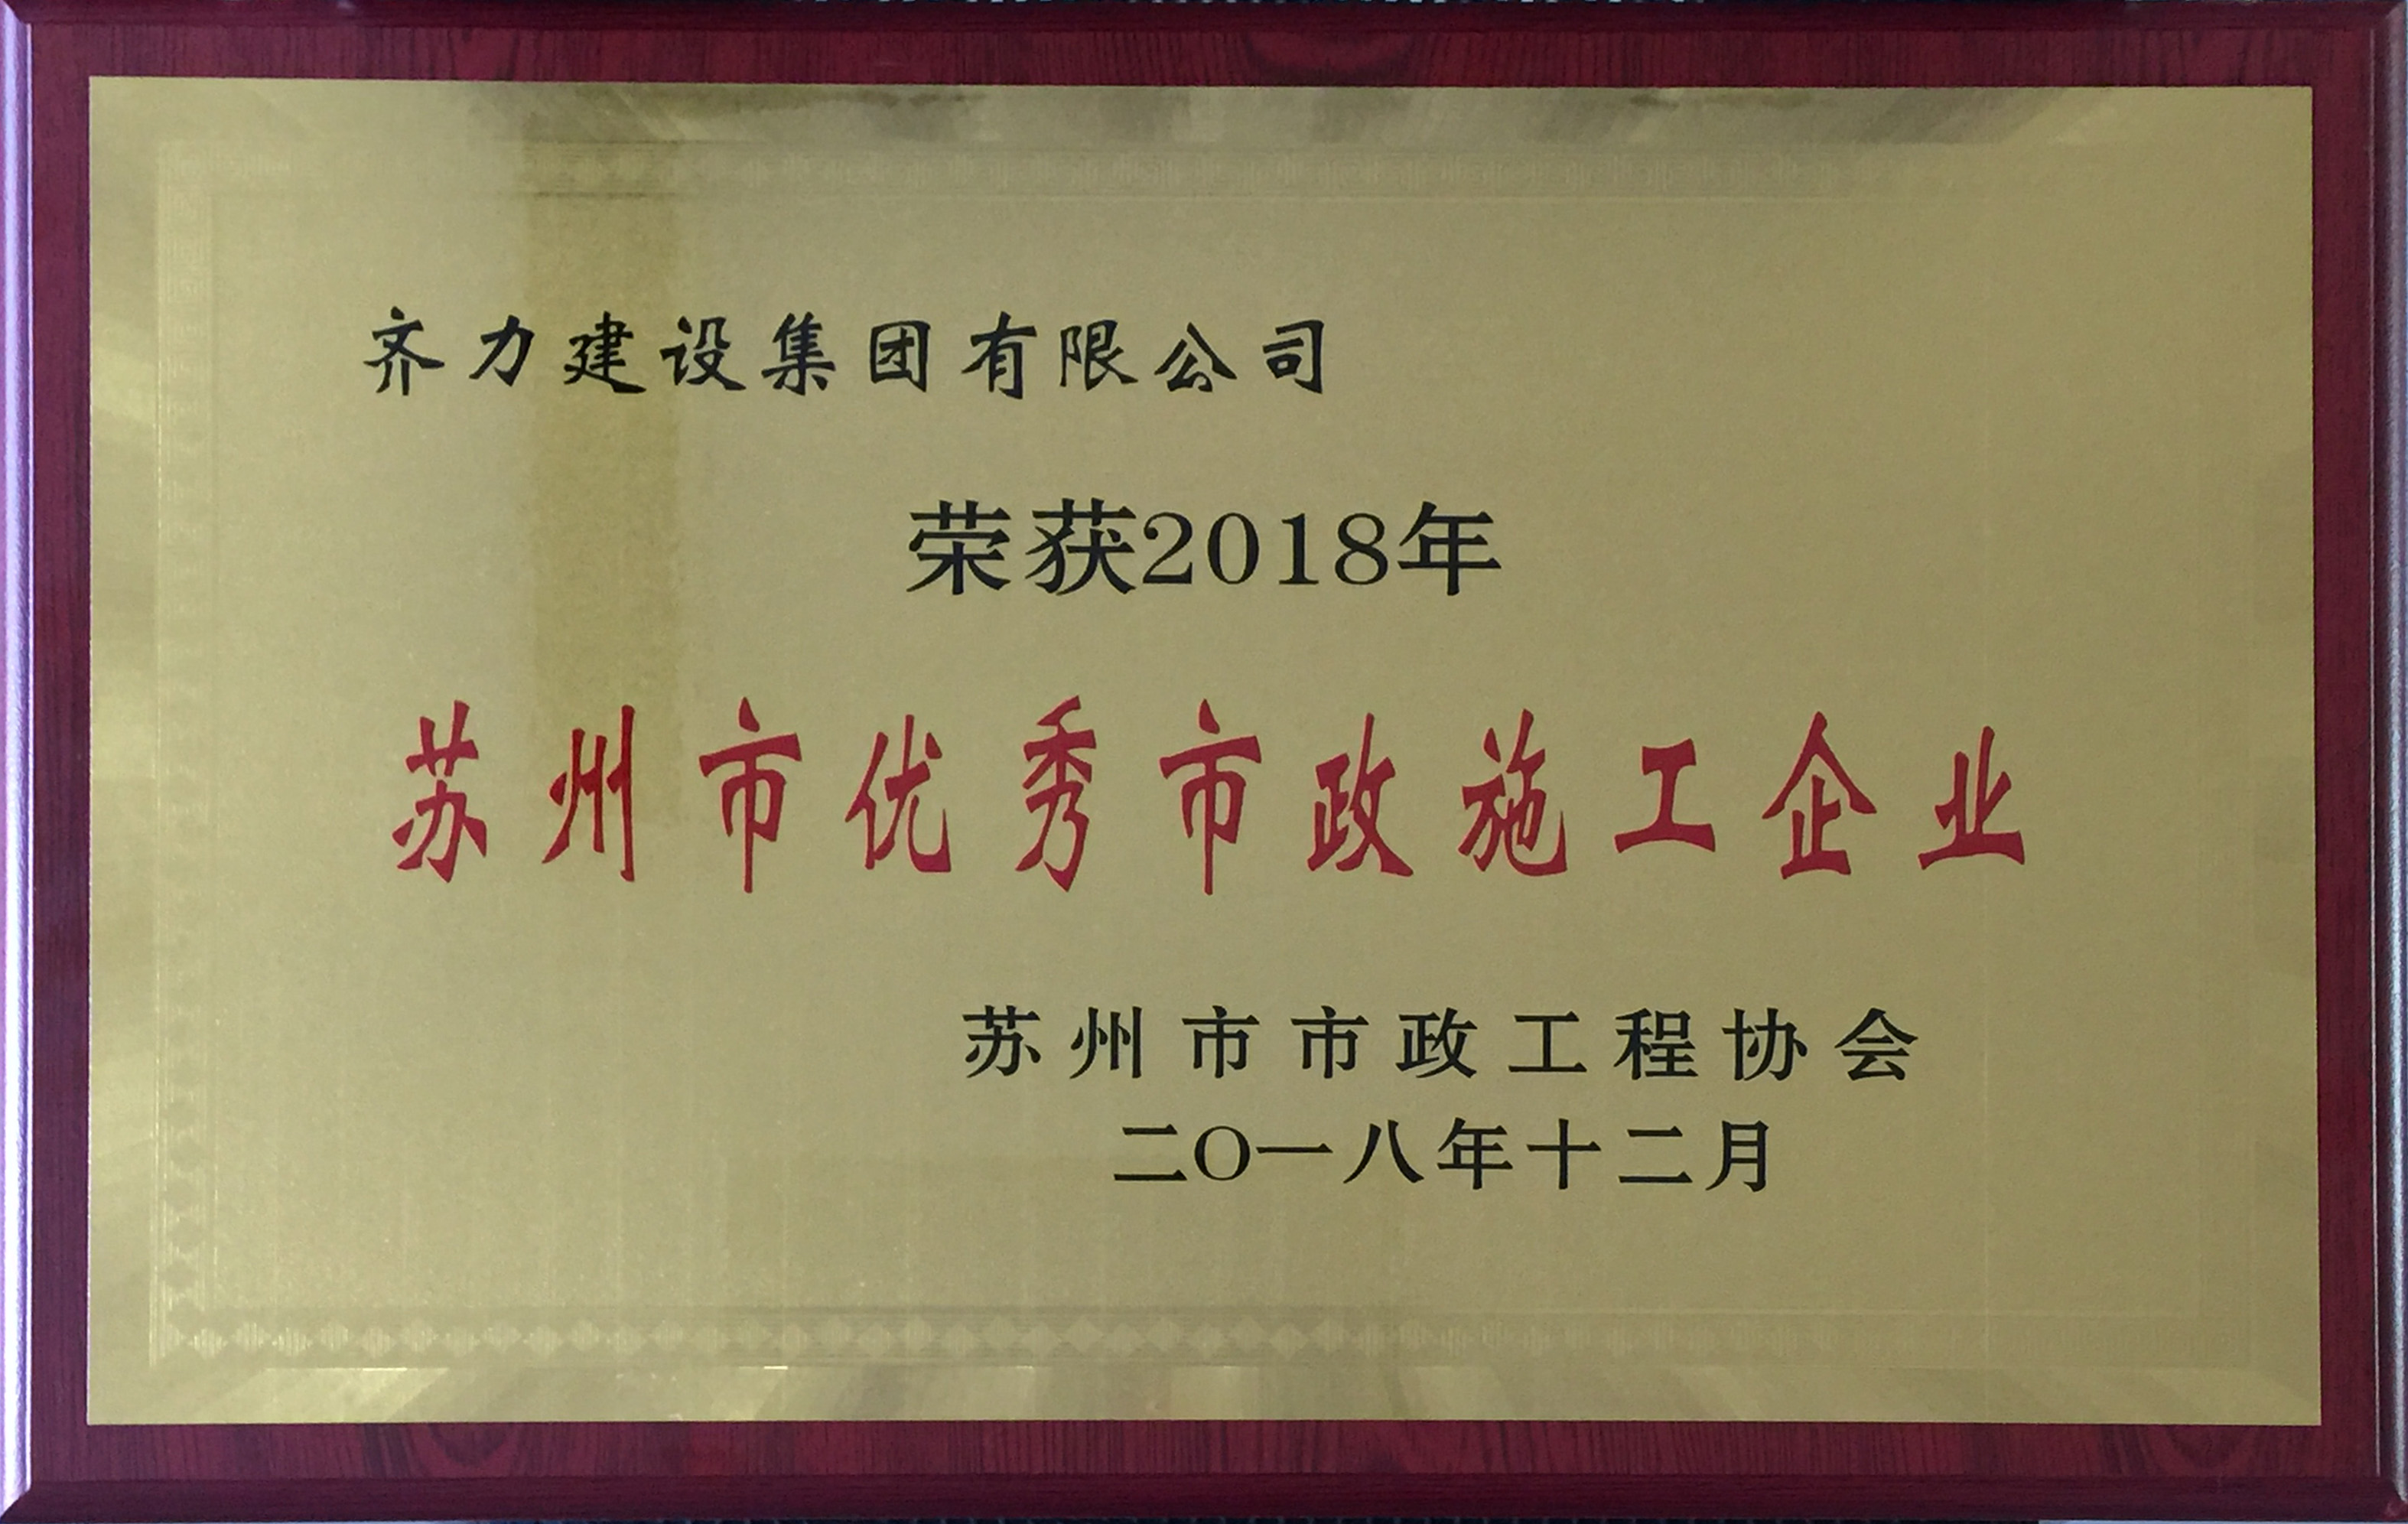 齐力建设集团有限公司
荣获2018年
苏州市优秀市政施工企业
苏州市市政工程协会
二〇一八年十二月